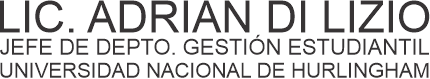 LIC. ADRIAN DI LIZIO
JEFE DE DEPTO. GESTIÓN ESTUDIANTIL
UNIVERSIDAD NACIONAL DE HURLINGHAM